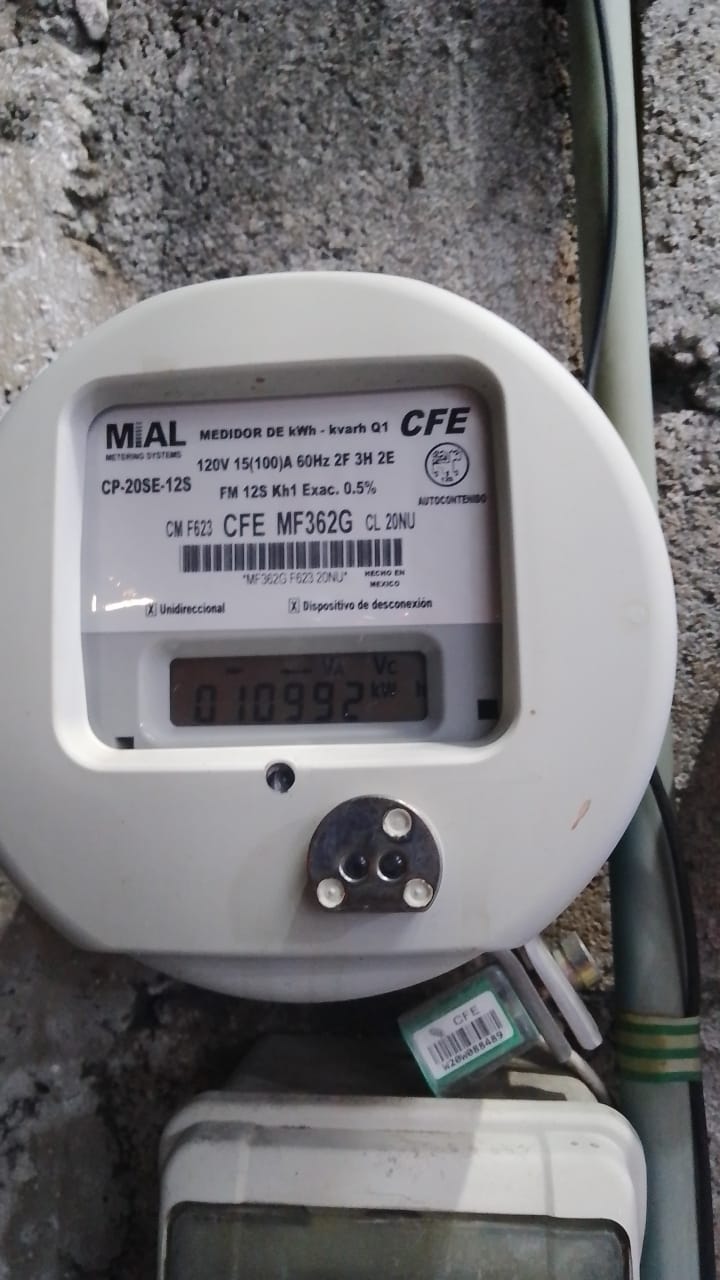 MIAL
METERING SYSTEMS
MEDIDOR DE kWh - kvarh Q1
CFE
120V 15(100)A 60Hz 2F 3H 2E
CP-20SE-12S
FM 12S Kh1 Exac. 0.5%
AUTOCONTENIDO
CM F623 CFE MF362G CL 20NU
*MF362G F623 20NU*
HECHO EN
MEXICO
X Unidireccional
X Dispositivo de desconexión
VA VC
010992 kW h
CFE
W20W088489